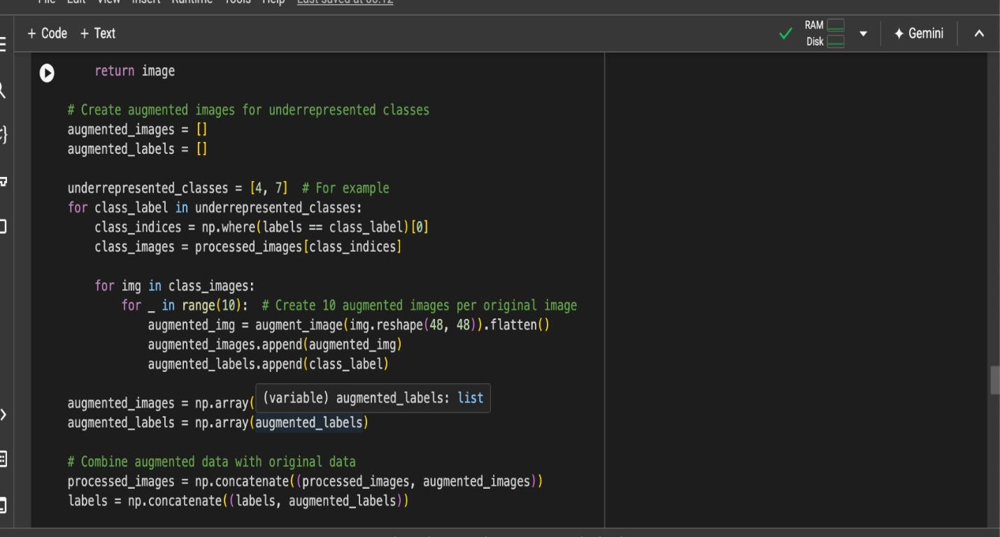 File Edit View Insert Runtime Tools Help Last saved at
+ Code + Text
RAM
Disk
Gemini
return image
# Create augmented images for underrepresented classes
augmented_images = []
augmented_labels = []
underrepresented_classes = [4, 7]  # For example
for class_label in underrepresented_classes:
    class_indices = np.where(labels == class_label)[0]
    class_images = processed_images[class_indices]
    for img in class_images:
        for _ in range(10):  # Create 10 augmented images per original image
            augmented_img = augment_image(img.reshape(48, 48)).flatten()
            augmented_images.append(augmented_img)
            augmented_labels.append(class_label)
(variable) augmented_labels: list
augmented_images = np.array(
augmented_labels = np.array(augmented_labels)
# Combine augmented data with original data
processed_images = np.concatenate((processed_images, augmented_images))
labels = np.concatenate((labels, augmented_labels))